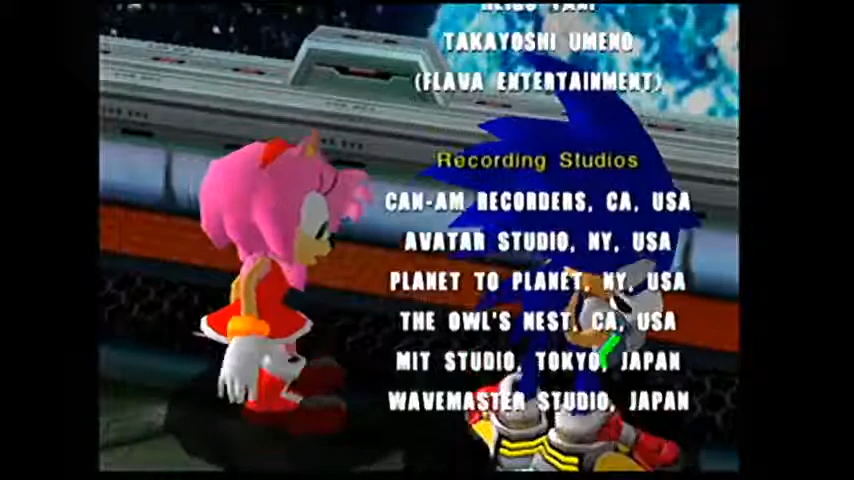 TAKAYOSHI UMENO
(FLAVA ENTERTAINMENT)
Recording Studios
CAN-AM RECORDERS, CA, USA
AVATAR STUDIO, NY, USA
PLANET TO PLANET, NY, USA
THE OWL'S NEST, CA, USA
MIT STUDIO, TOKYO, JAPAN
WAVEMASTER STUDIO, JAPAN